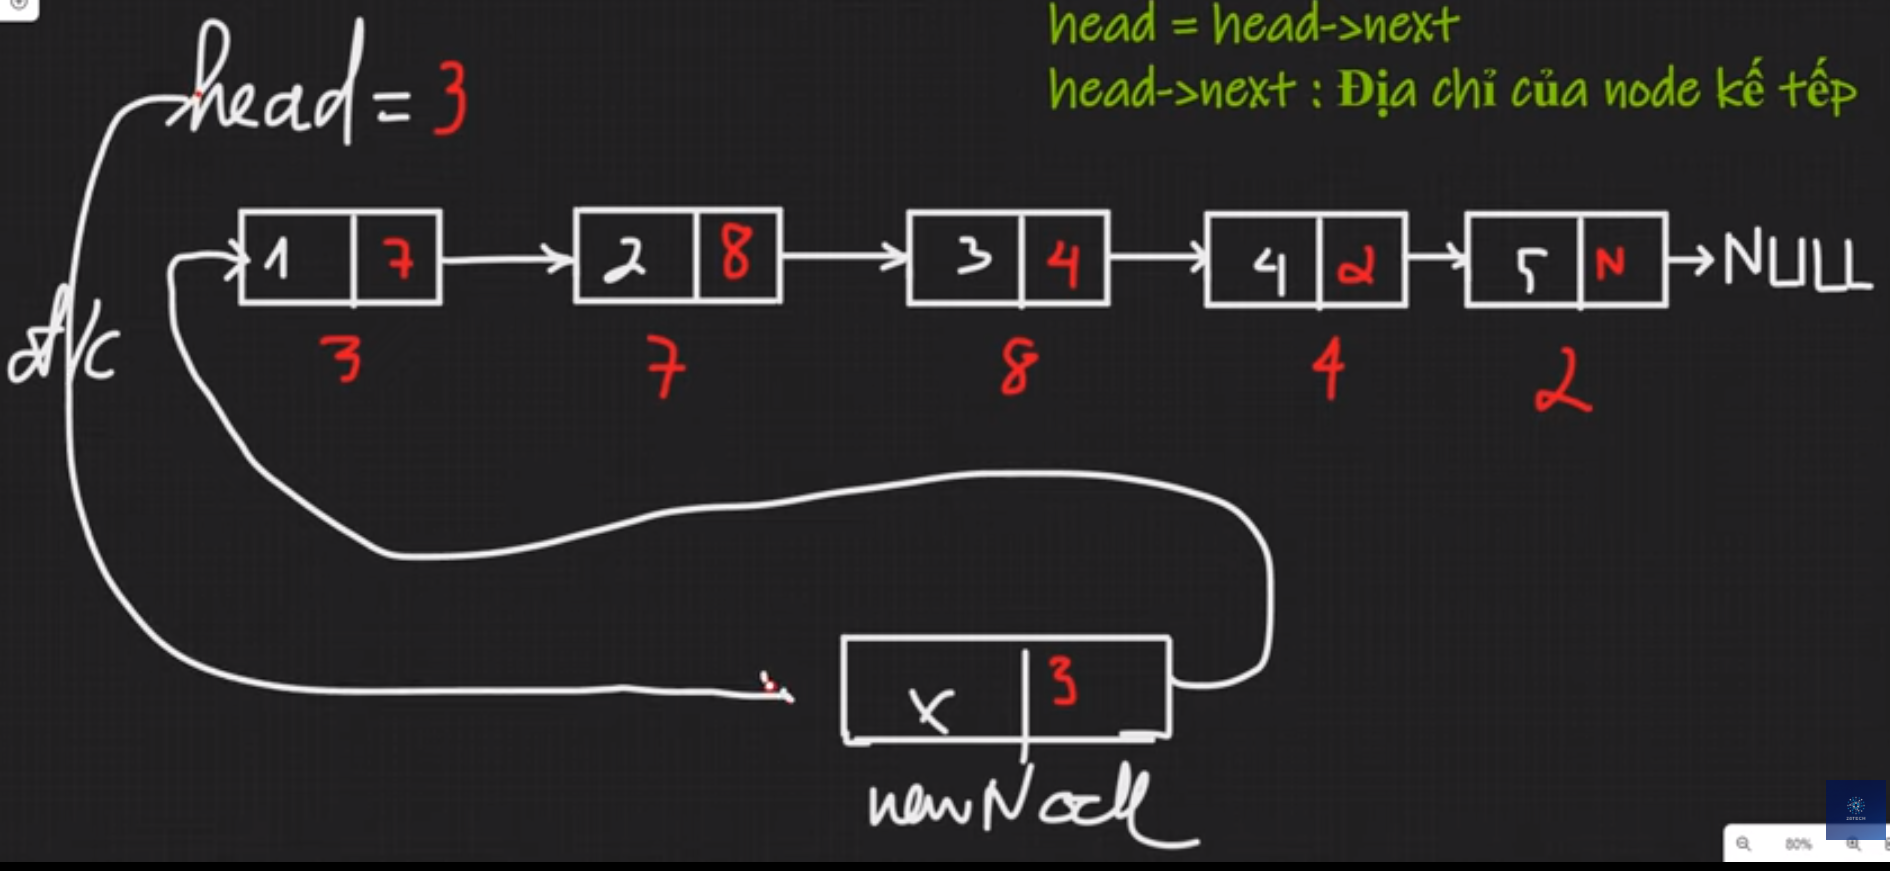 head = head->next
head->next : Địa chỉ của node kế tếp
head = 3
1 7 2 8 3 4 4 2 5 N NULL
đ/c
3 7 8 4 2
x 3
newNode
28TECH
80%